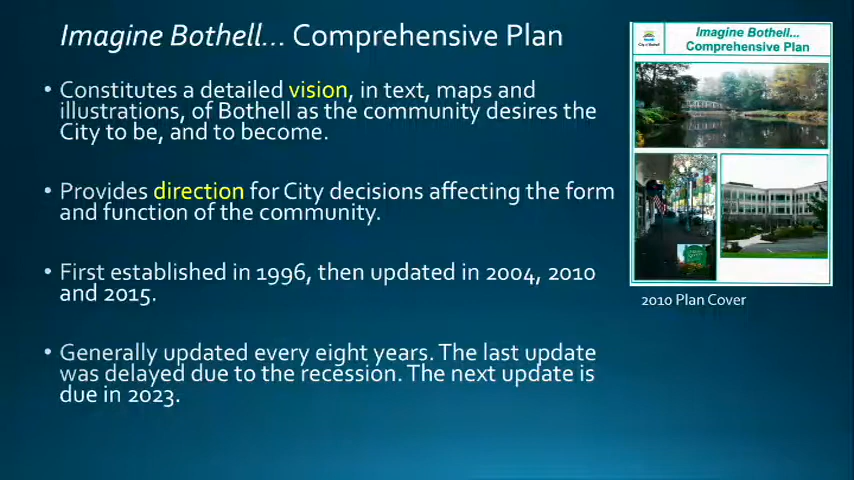 Imagine Bothell... Comprehensive Plan
• Constitutes a detailed vision, in text, maps and
illustrations, of Bothell as the community desires the
City to be, and to become.
• Provides direction for City decisions affecting the form
and function of the community.
• First established in 1996, then updated in 2004, 2010
and 2015.
• Generally updated every eight years. The last update
was delayed due to the recession. The next update is
due in 2023.
City of Bothell
Imagine Bothell...
Comprehensive Plan
2010 Plan Cover